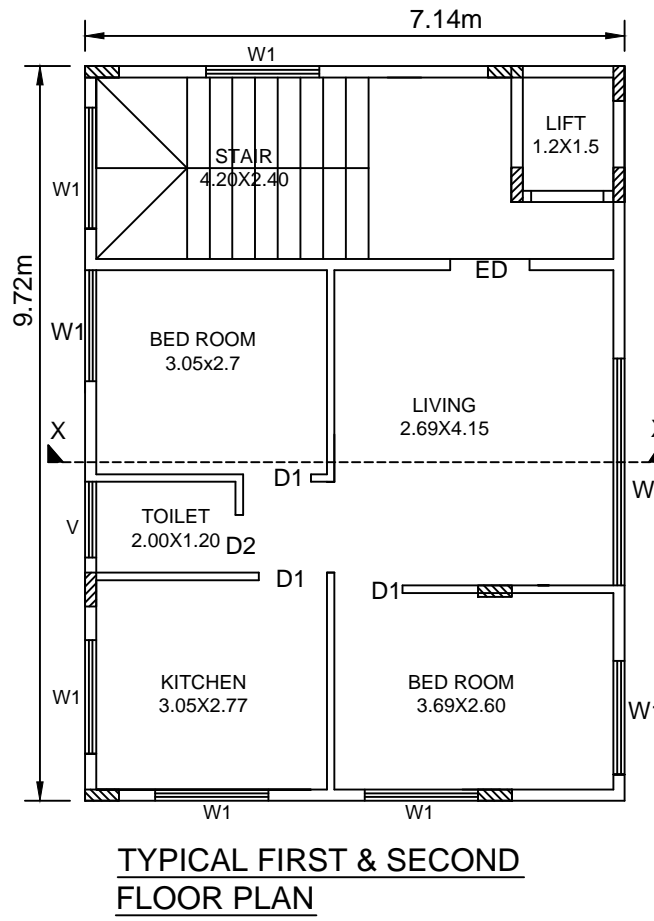 7.14m
W1
LIFT
1.2X1.5
STAIR
4.20X2.40
W1
9.72m
ED
W1
BED ROOM
3.05x2.7
LIVING
2.69X4.15
X
D1
W
V
TOILET
2.00X1.20
D2
D1
D1
W1
KITCHEN
3.05X2.77
BED ROOM
3.69X2.60
W1
W1
W1
TYPICAL FIRST & SECOND
FLOOR PLAN